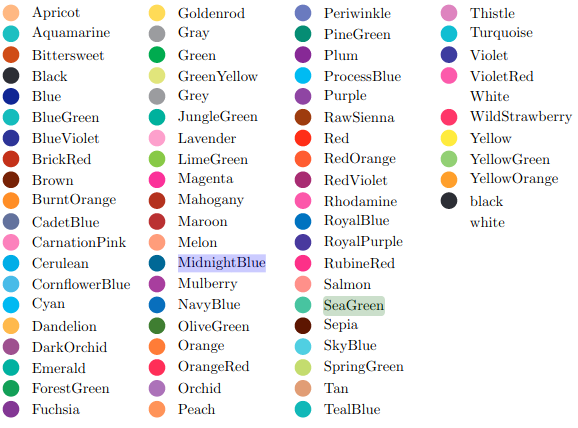 Apricot
Aquamarine
Bittersweet
Black
Blue
BlueGreen
BlueViolet
BrickRed
Brown
BurntOrange
CadetBlue
CarnationPink
Cerulean
CornflowerBlue
Cyan
Dandelion
DarkOrchid
Emerald
ForestGreen
Fuchsia
Goldenrod
Gray
Green
GreenYellow
Grey
JungleGreen
Lavender
LimeGreen
Magenta
Mahogany
Maroon
Melon
MidnightBlue
Mulberry
NavyBlue
OliveGreen
Orange
OrangeRed
Orchid
Peach
Periwinkle
PineGreen
Plum
ProcessBlue
Purple
RawSienna
Red
RedOrange
RedViolet
Rhodamine
RoyalBlue
RoyalPurple
RubineRed
Salmon
SeaGreen
Sepia
SkyBlue
SpringGreen
Tan
TealBlue
Thistle
Turquoise
Violet
VioletRed
White
WildStrawberry
Yellow
YellowGreen
YellowOrange
black
white